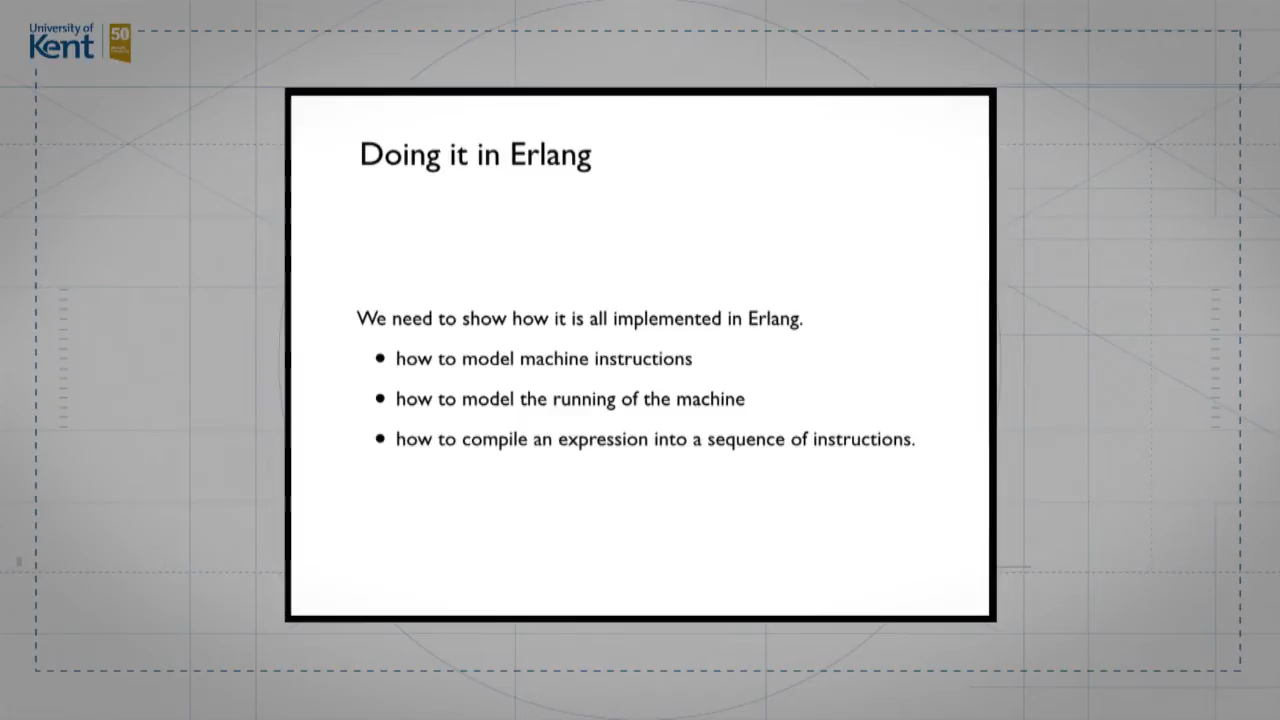 University of
Kent
50
Doing it in Erlang
We need to show how it is all implemented in Erlang.
• how to model machine instructions
• how to model the running of the machine
• how to compile an expression into a sequence of instructions.